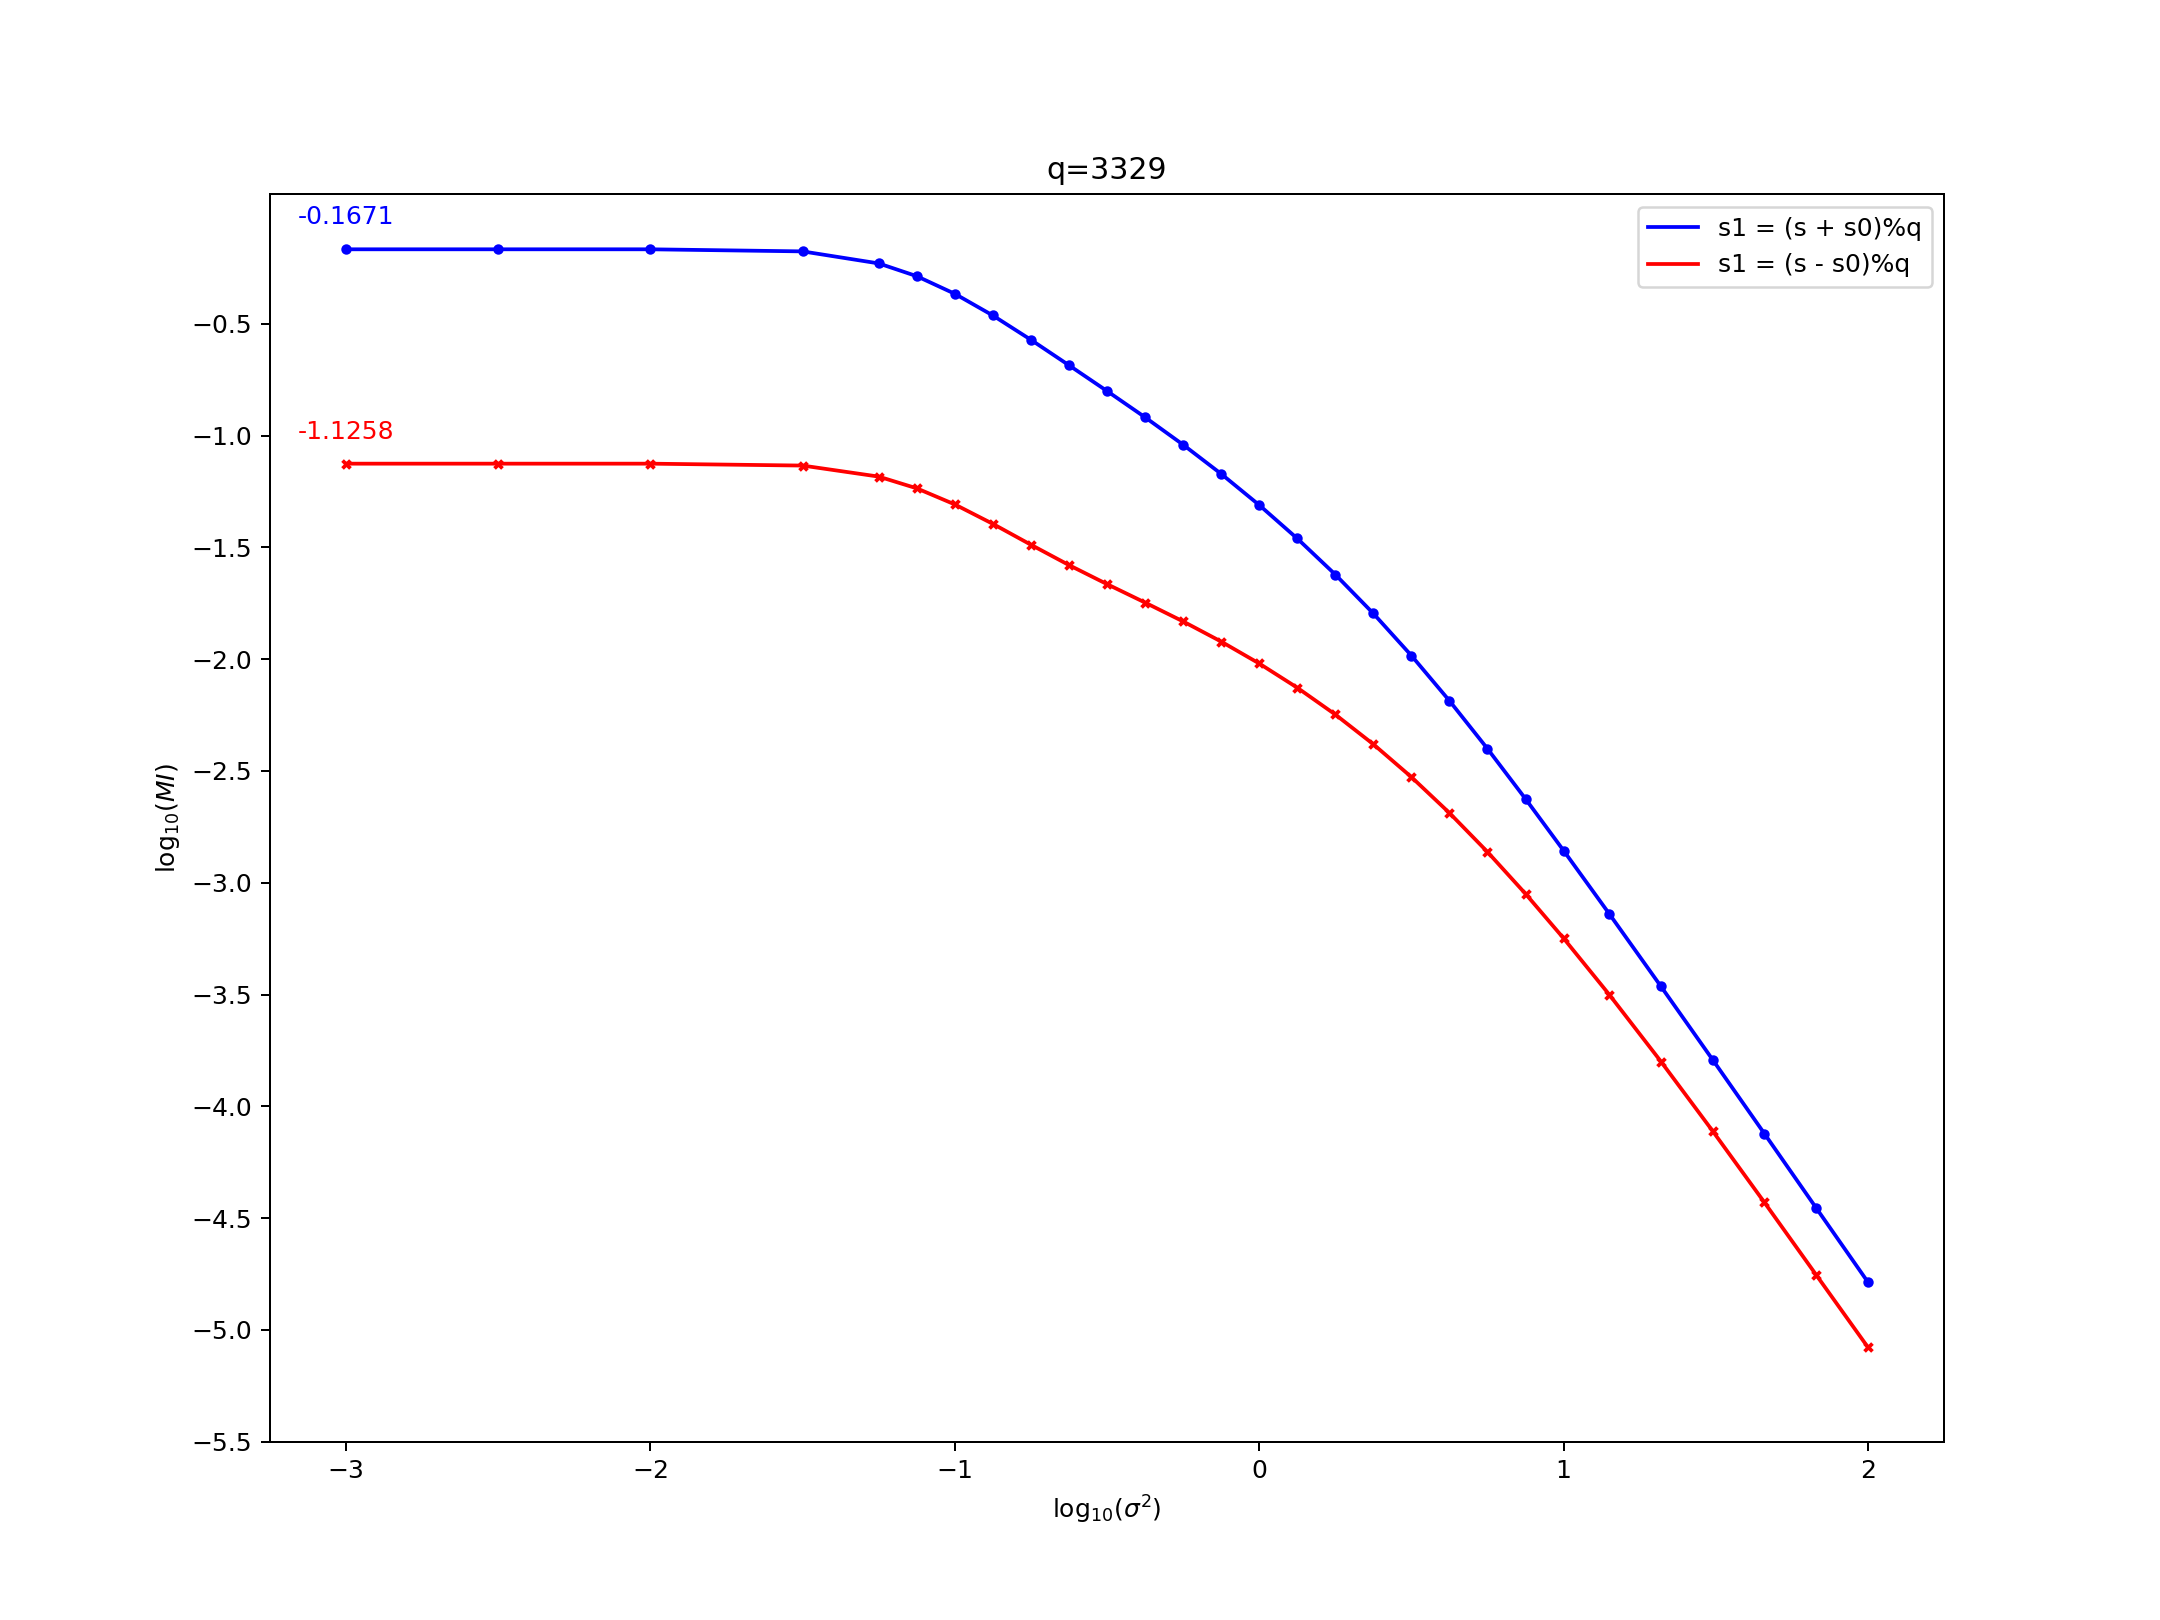 q=3329
-0.1671
-1.1258
s1 = (s + s0)%q
s1 = (s - s0)%q
log₁₀(MI)
−0.5
−1.0
−1.5
−2.0
−2.5
−3.0
−3.5
−4.0
−4.5
−5.0
−5.5
−3 −2 −1 0 1 2
log₁₀(σ²)